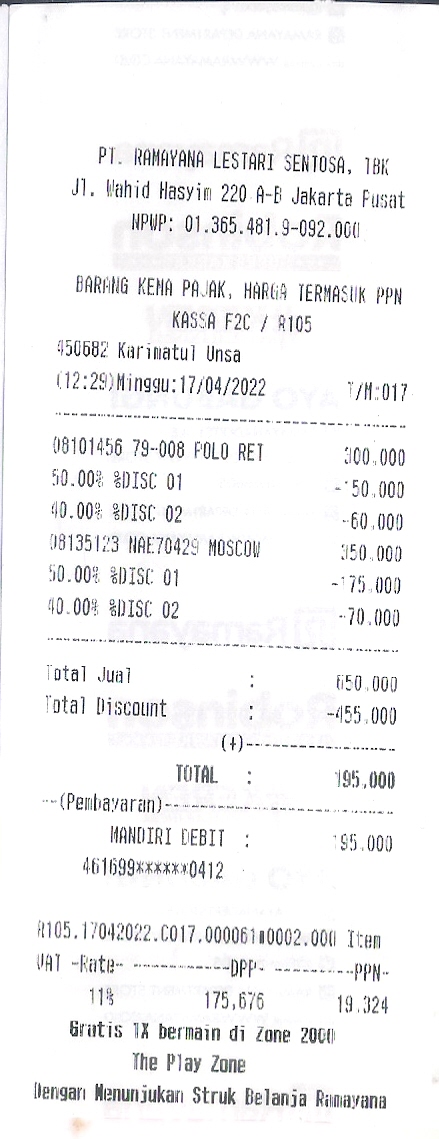 PT. RAMAYANA LESTARI SENTOSA, TBK
Jl. Wahid Hasyim 220 A-B Jakarta Pusat
NPWP: 01.365.481.9-092.000
BARANG KENA PAJAK, HARGA TERMASUK PPN
KASSA F2C / R105
450682 Karimatul Unsa
(12:29)Minggu:17/04/2022 T/M:017
08101456 79-008 POLO RET 300.000
50.00% %DISC 01 -150.000
40.00% %DISC 02 -60.000
08135123 NAE70429 MOSCOW 350.000
50.00% %DISC 01 -175.000
40.00% %DISC 02 -70.000
Total Jual : 650.000
Total Discount : -455.000
(+)--------------------
TOTAL : 195.000
--(Pembayaran)------------------------------
MANDIRI DEBIT : 195.000
461699******0412
R105.17042022.C017.000061∎0002.000 Item
VAT -Rate- ------------DPP- ----------PPN-
11% 175,676 19.324
Gratis 1X bermain di Zone 2000
The Play Zone
Dengan Menunjukan Struk Belanja Ramayana